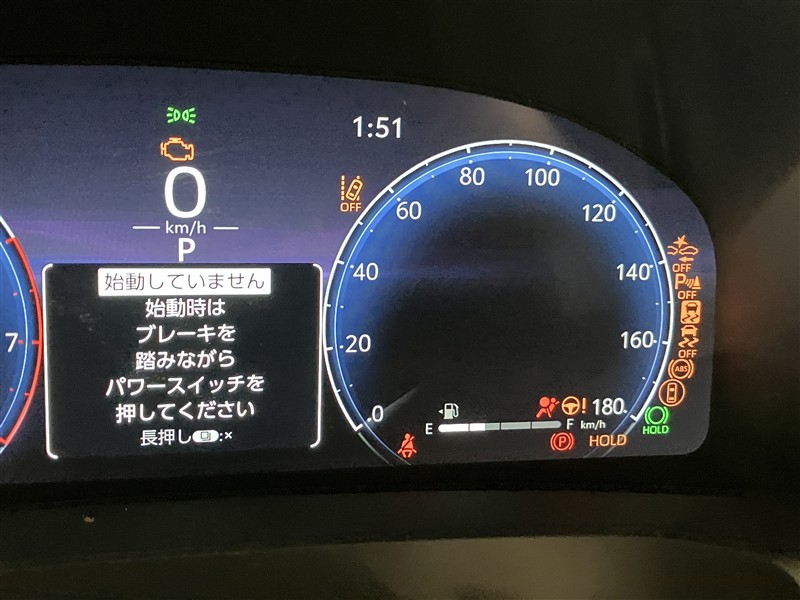 1:51
0
km/h
P
始動していません
始動時は
ブレーキを
踏みながら
パワースイッチを
押してください
長押し:×
7
OFF
0
20
40
60
80
100
120
140
160
180
km/h
E
F
P
HOLD
OFF
P
OFF
OFF
ABS
HOLD